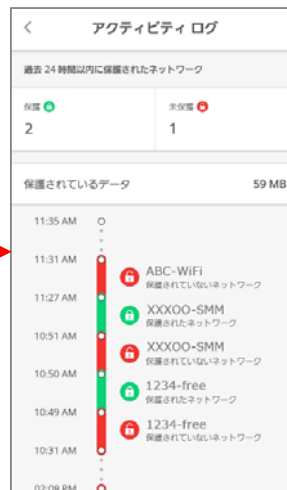 アクティビティ ログ
過去 24 時間以内に保護されたネットワーク
保護
未保護
2
1
保護されているデータ
59 MB
11:35 AM
11:31 AM
ABC-WiFi
保護されていないネットワーク
11:27 AM
XXXOO-SMM
保護されたネットワーク
10:51 AM
XXXOO-SMM
保護されていないネットワーク
10:50 AM
1234-free
保護されたネットワーク
10:49 AM
1234-free
保護されていないネットワーク
10:31 AM
02:09 PM